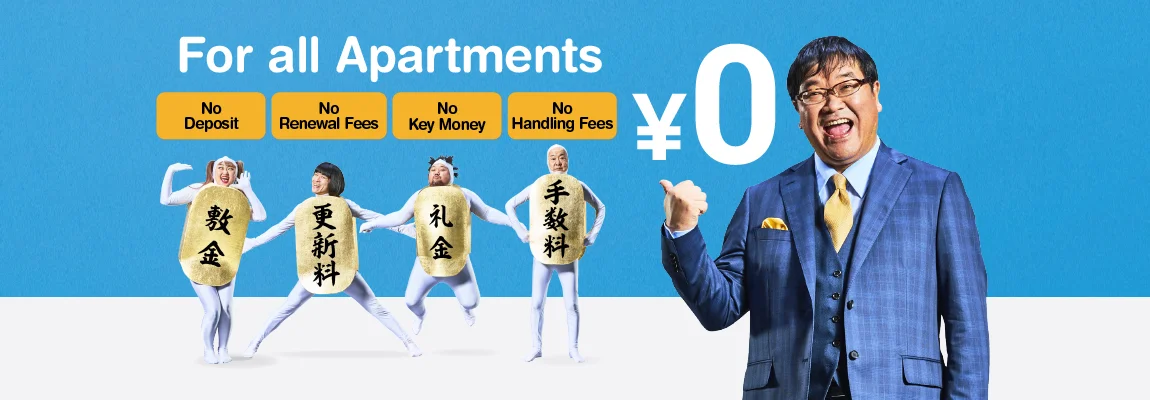 For all Apartments
No
Deposit
No
Renewal Fees
No
Key Money
No
Handling Fees
¥0
敷金
更新料
礼金
手数料